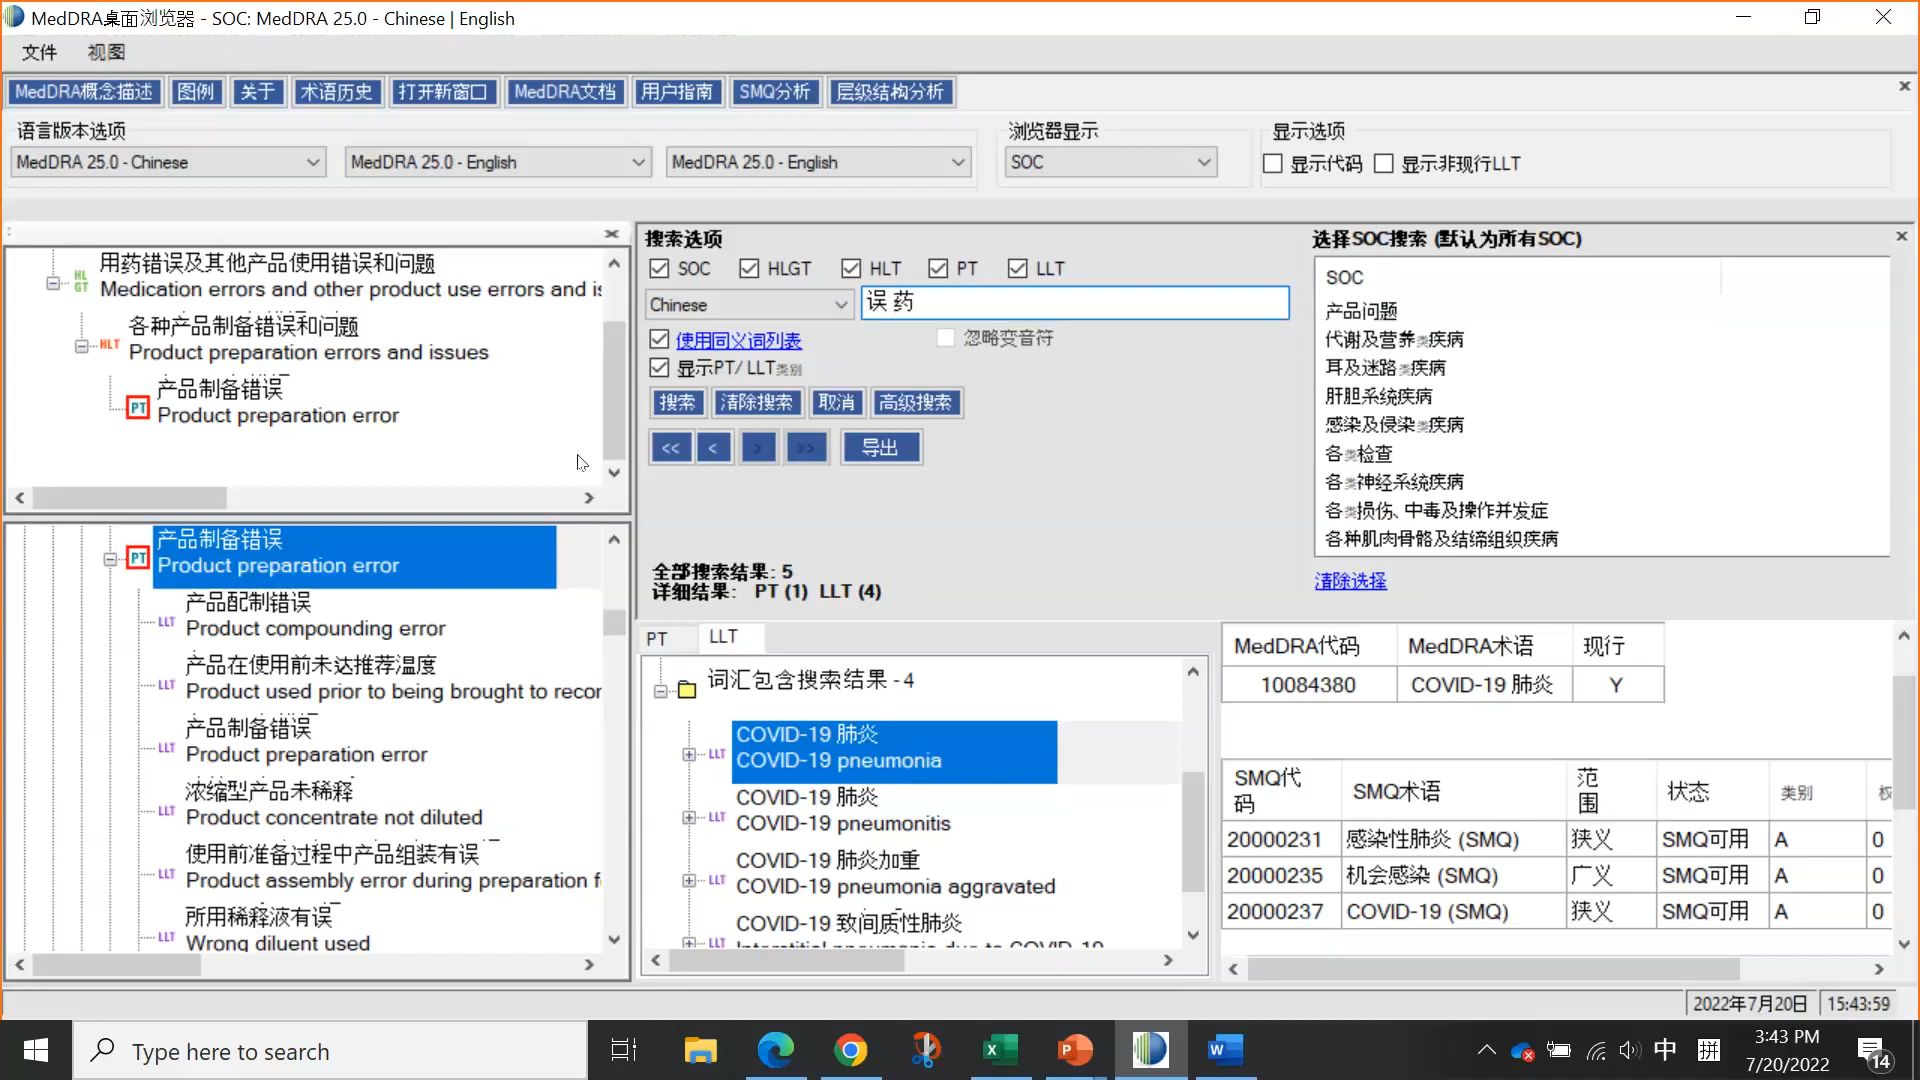 MedDRA桌面浏览器 - SOC: MedDRA 25.0 - Chinese | English
文件 视图
MedDRA概念描述 图例 关于 术语历史 打开新窗口 MedDRA文档 用户指南 SMQ分析 层级结构分析
语言版本选项 浏览器显示 显示选项
MedDRA 25.0 - Chinese MedDRA 25.0 - English MedDRA 25.0 - English SOC 显示代码 显示非现行LLT
用药错误及其他产品使用错误和问题
HLGT Medication errors and other product use errors and is
各种产品制备错误和问题
HLT Product preparation errors and issues
产品制备错误
PT Product preparation error
产品制备错误
PT Product preparation error
产品配制错误
LLT Product compounding error
产品在使用前未达推荐温度
LLT Product used prior to being brought to recor
产品制备错误
LLT Product preparation error
浓缩型产品未稀释
LLT Product concentrate not diluted
使用前准备过程中产品组装有误
LLT Product assembly error during preparation f
所用稀释液有误
LLT Wrong diluent used
搜索选项
SOC HLGT HLT PT LLT
Chinese 误 药
使用同义词列表 忽略变音符
显示PT/ LLT类别
搜索 清除搜索 取消 高级搜索
<< < > >> 导出
全部搜索结果: 5
详细结果: PT (1) LLT (4)
选择SOC搜索 (默认为所有SOC)
SOC
产品问题
代谢及营养类疾病
耳及迷路类疾病
肝胆系统疾病
感染及侵染类疾病
各类检查
各类神经系统疾病
各类损伤、中毒及操作并发症
各种肌肉骨骼及结缔组织疾病
清除选择
PT LLT
词汇包含搜索结果 - 4
COVID-19 肺炎
LLT COVID-19 pneumonia
COVID-19 肺炎
LLT COVID-19 pneumonitis
COVID-19 肺炎加重
LLT COVID-19 pneumonia aggravated
COVID-19 致间质性肺炎
LLT Interstitial pneumonia due to COVID-19
MedDRA代码 MedDRA术语 现行
10084380 COVID-19 肺炎 Y
SMQ代码 SMQ术语 范围 状态 类别 权
20000231 感染性肺炎 (SMQ) 狭义 SMQ可用 A 0
20000235 机会感染 (SMQ) 广义 SMQ可用 A 0
20000237 COVID-19 (SMQ) 狭义 SMQ可用 A 0
2022年7月20日 15:43:59
Type here to search
中 拼 3:43 PM
7/20/2022 14